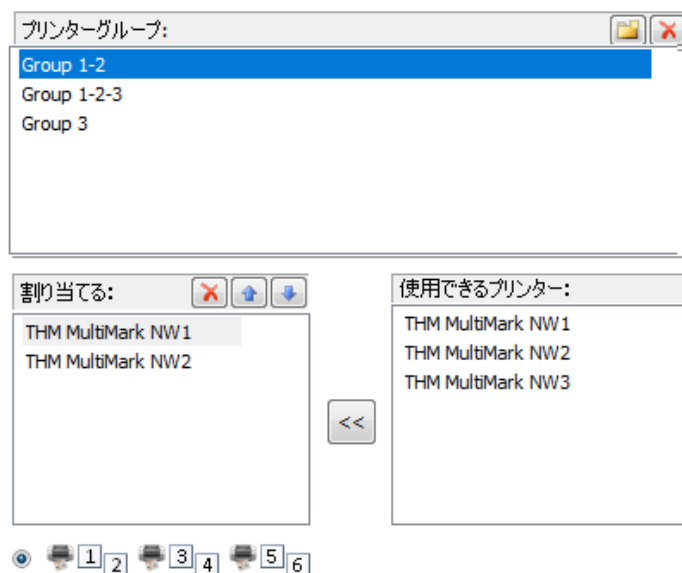 プリンターグループ:
Group 1-2
Group 1-2-3
Group 3
割り当てる:
THM MultiMark NW1
THM MultiMark NW2
<<
使用できるプリンター:
THM MultiMark NW1
THM MultiMark NW2
THM MultiMark NW3
1 2 3 4 5 6